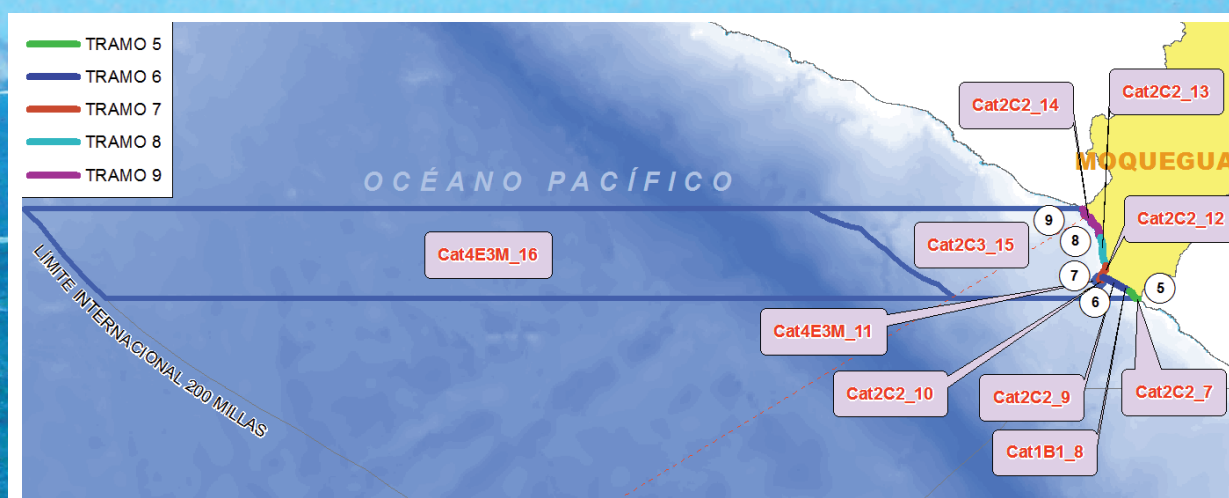 TRAMO 5
TRAMO 6
TRAMO 7
TRAMO 8
TRAMO 9
OCÉANO PACÍFICO
MOQUEGUA
LÍMITE INTERNACIONAL 200 MILLAS
Cat2C2_14
Cat2C2_13
Cat2C2_12
Cat2C3_15
Cat4E3M_16
Cat4E3M_11
Cat2C2_10
Cat2C2_9
Cat2C2_7
Cat1B1_8
9
8
7
6
5